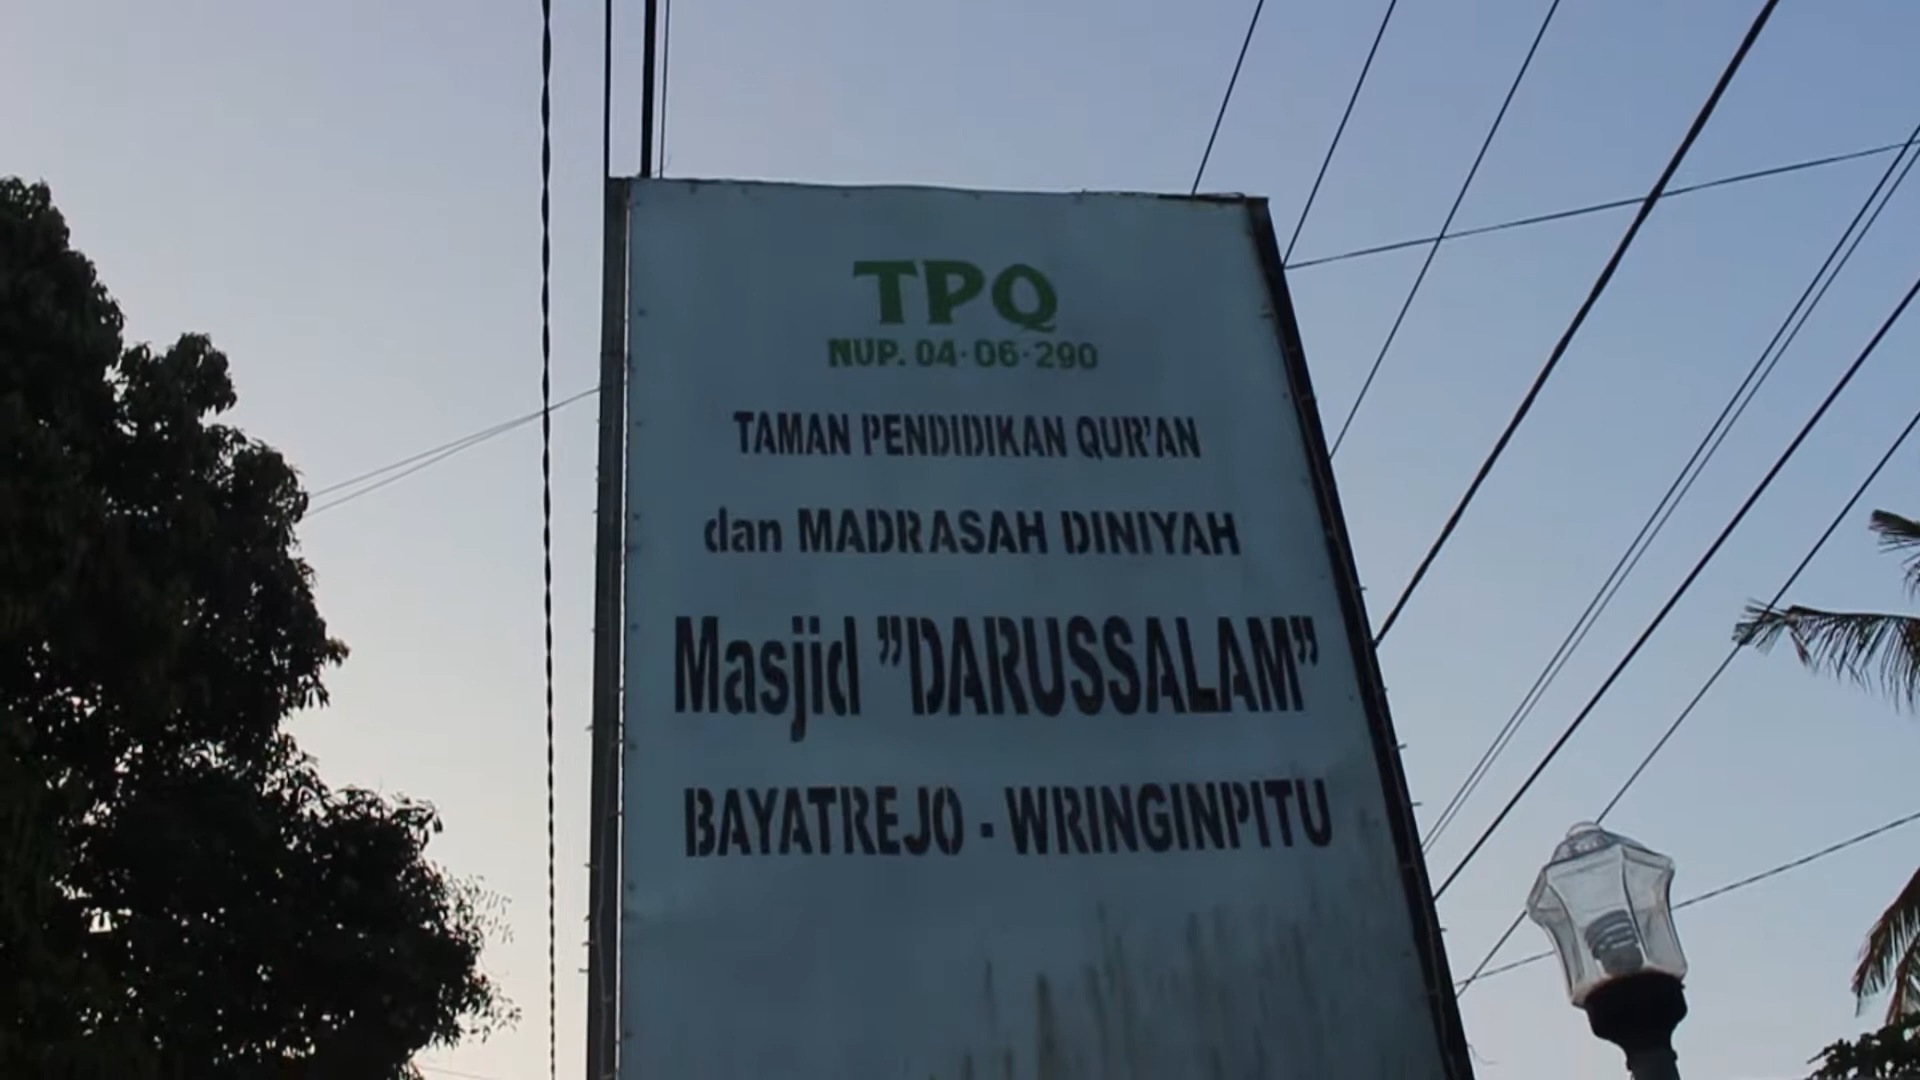 TPQ
NUP. 04·06·290
TAMAN PENDIDIKAN QUR'AN
dan MADRASAH DINIYAH
Masjid "DARUSSALAM"
BAYATREJO - WRINGINPITU